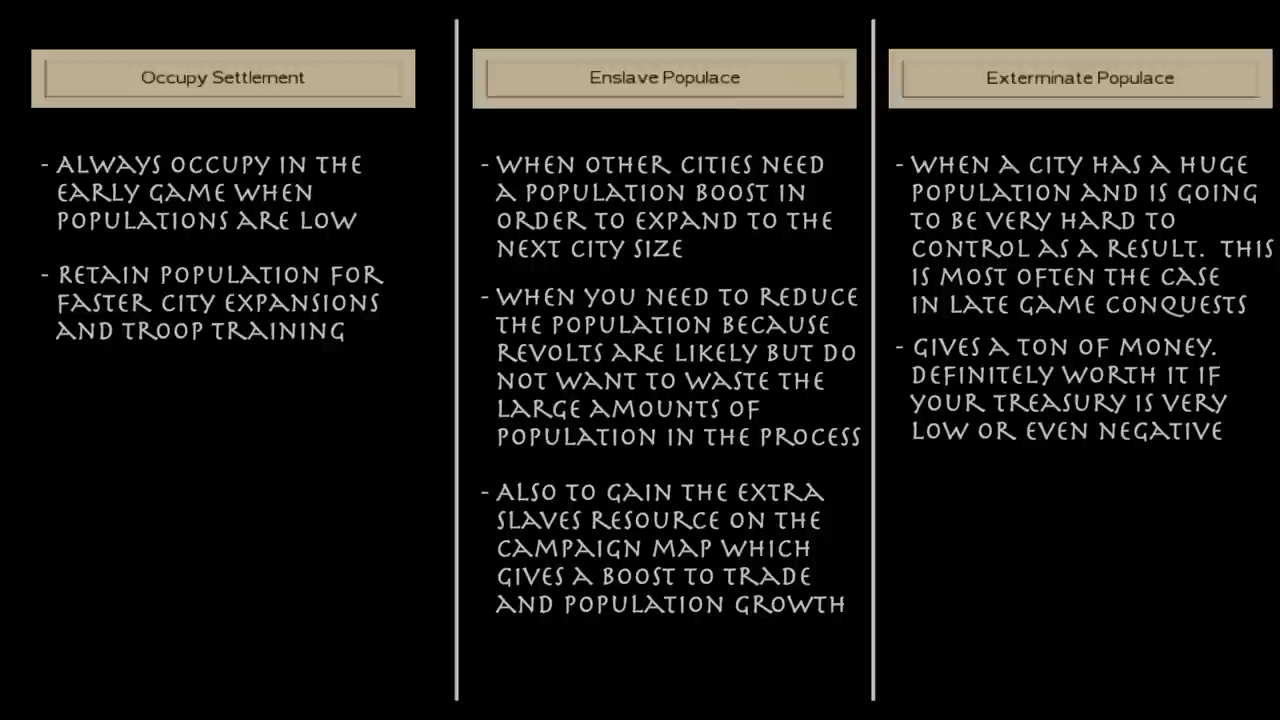 Occupy Settlement
- ALWAYS OCCUPY IN THE
EARLY GAME WHEN
POPULATIONS ARE LOW
- RETAIN POPULATION FOR
FASTER CITY EXPANSIONS
AND TROOP TRAINING
Enslave Populace
- WHEN OTHER CITIES NEED
A POPULATION BOOST IN
ORDER TO EXPAND TO THE
NEXT CITY SIZE
- WHEN YOU NEED TO REDUCE
THE POPULATION BECAUSE
REVOLTS ARE LIKELY BUT DO
NOT WANT TO WASTE THE
LARGE AMOUNTS OF
POPULATION IN THE PROCESS
- ALSO TO GAIN THE EXTRA
SLAVES RESOURCE ON THE
CAMPAIGN MAP WHICH
GIVES A BOOST TO TRADE
AND POPULATION GROWTH
Exterminate Populace
- WHEN A CITY HAS A HUGE
POPULATION AND IS GOING
TO BE VERY HARD TO
CONTROL AS A RESULT. THIS
IS MOST OFTEN THE CASE
IN LATE GAME CONQUESTS
- GIVES A TON OF MONEY.
DEFINITELY WORTH IT IF
YOUR TREASURY IS VERY
LOW OR EVEN NEGATIVE